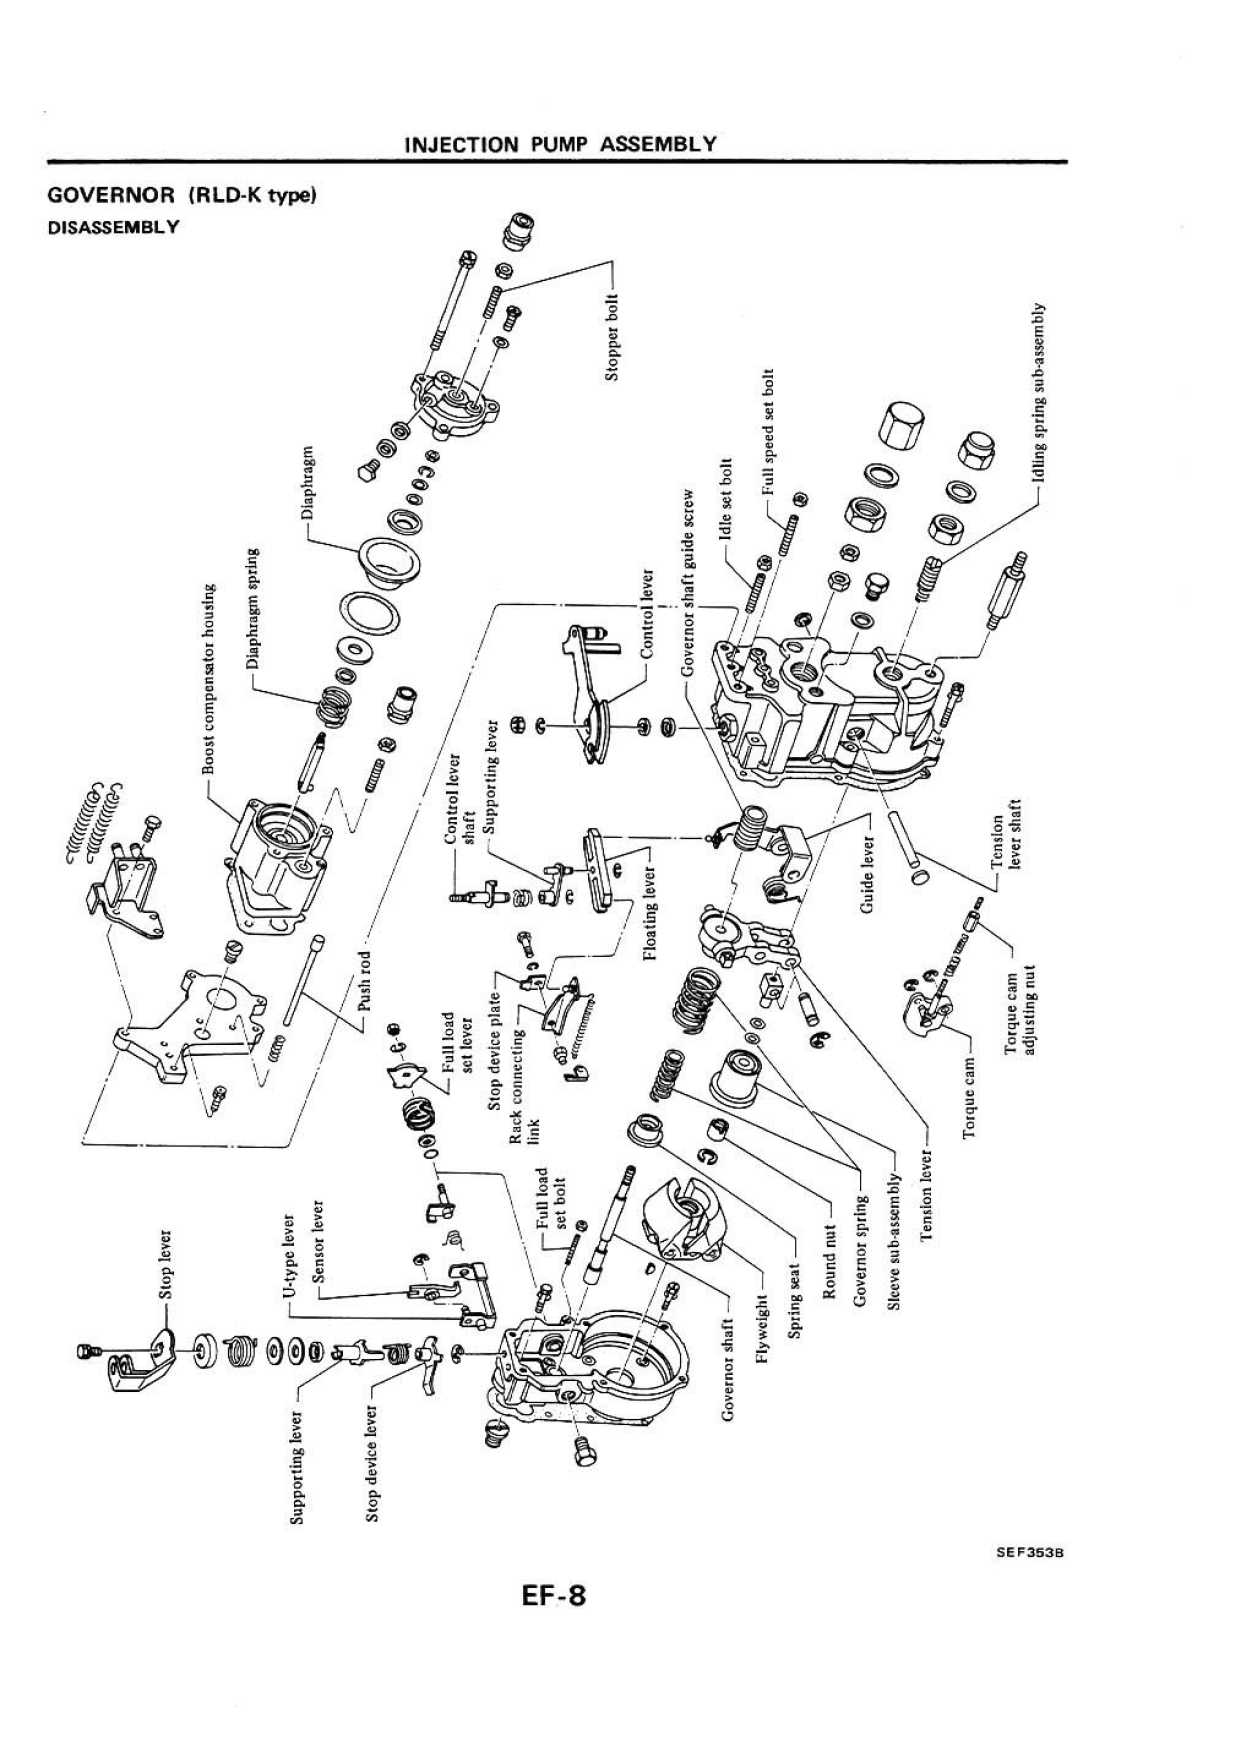 INJECTION PUMP ASSEMBLY
GOVERNOR (RLD-K type)
DISASSEMBLY
Stopper bolt
Diaphragm
Diaphragm spring
Boost compensator housing
Idling spring sub-assembly
Full speed set bolt
Idle set bolt
Governor shaft guide screw
Control lever
Supporting lever
Control lever
shaft
Push rod
Floating lever
Guide lever
Tension
lever shaft
Torque cam
adjusting nut
Torque cam
Full load
set lever
Stop device plate
Rack connecting
link
Full load
set bolt
Sensor lever
U-type lever
Stop lever
Supporting lever
Stop device lever
Governor shaft
Flyweight
Spring seat
Round nut
Governor spring
Sleeve sub-assembly
Tension lever
SEF353B
EF-8